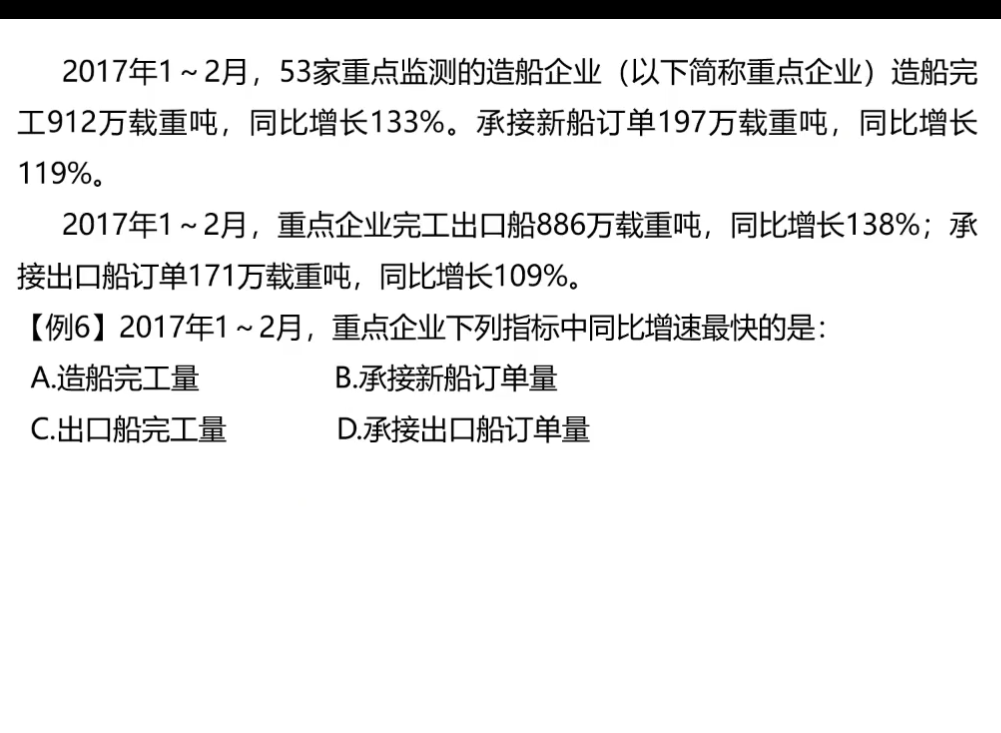 2017年1～2月，53家重点监测的造船企业（以下简称重点企业）造船完
工912万载重吨，同比增长133%。承接新船订单197万载重吨，同比增长
119%。
2017年1～2月，重点企业完工出口船886万载重吨，同比增长138%；承
接出口船订单171万载重吨，同比增长109%。
【例6】2017年1～2月，重点企业下列指标中同比增速最快的是：
A.造船完工量 B.承接新船订单量
C.出口船完工量 D.承接出口船订单量